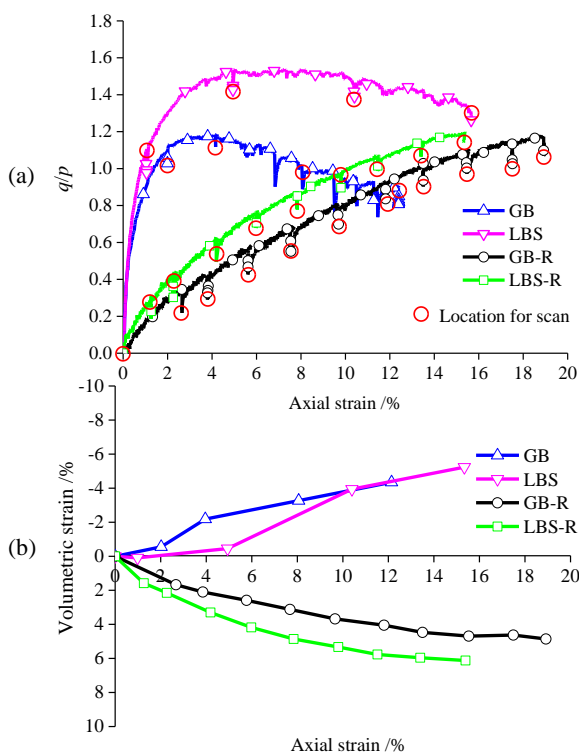 (a)
q/p
1.8
1.6
1.4
1.2
1.0
0.8
0.6
0.4
0.2
0.0
0 2 4 6 8 10 12 14 16 18 20
Axial strain /%
GB
LBS
GB-R
LBS-R
Location for scan
(b)
Volumetric strain /%
-10
-8
-6
-4
-2
0
2
4
6
8
10
0 2 4 6 8 10 12 14 16 18 20
GB
LBS
GB-R
LBS-R
Axial strain /%